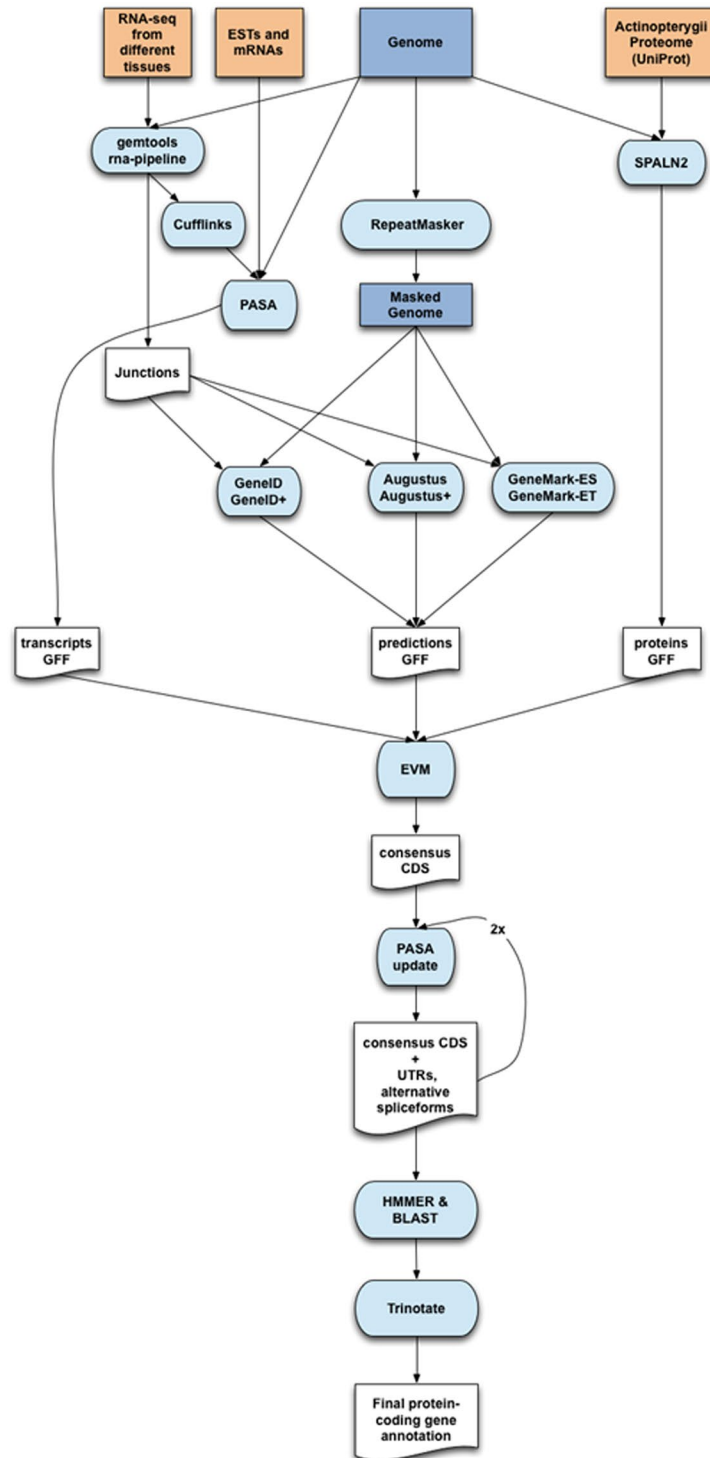 RNA-seq
from
different
tissues
ESTs and
mRNAs
Genome
Actinopterygii
Proteome
(UniProt)
gemtools
rna-pipeline
SPALN2
Cufflinks
RepeatMasker
PASA
Masked
Genome
Junctions
GeneID
GeneID+
Augustus
Augustus+
GeneMark-ES
GeneMark-ET
transcripts
GFF
predictions
GFF
proteins
GFF
EVM
consensus
CDS
2x
PASA
update
consensus CDS
+
UTRs,
alternative
spliceforms
HMMER &
BLAST
Trinotate
Final protein-
coding gene
annotation